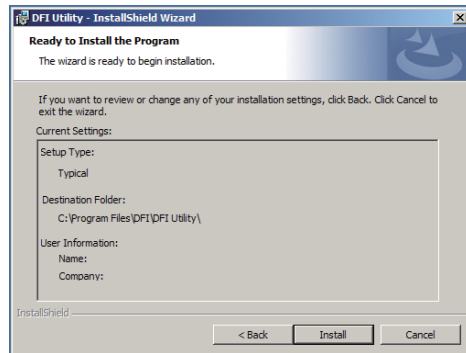 DFI Utility - InstallShield Wizard
Ready to Install the Program
The wizard is ready to begin installation.
If you want to review or change any of your installation settings, click Back. Click Cancel to
exit the wizard.
Current Settings:
Setup Type:
Typical
Destination Folder:
C:\Program Files\DFI\DFI Utility\
User Information:
Name:
Company:
InstallShield
< Back Install Cancel